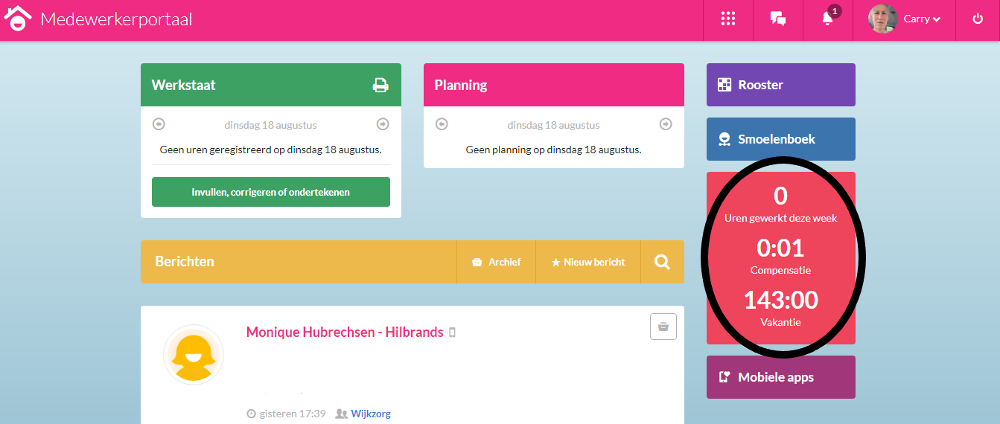 Medewerkerportaal
1
Carry
Werkstaat
dinsdag 18 augustus
Geen uren geregistreerd op dinsdag 18 augustus.
Invullen, corrigeren of ondertekenen
Planning
dinsdag 18 augustus
Geen planning op dinsdag 18 augustus.
Rooster
Smoelenboek
0
Uren gewerkt deze week
0:01
Compensatie
143:00
Vakantie
Mobiele apps
Berichten
Archief
Nieuw bericht
Monique Hubrechsen - Hilbrands
gisteren 17:39
Wijkzorg